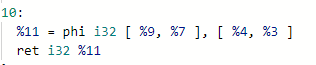 10:
%11 = phi i32 [ %9, %7 ], [ %4, %3 ]
ret i32 %11